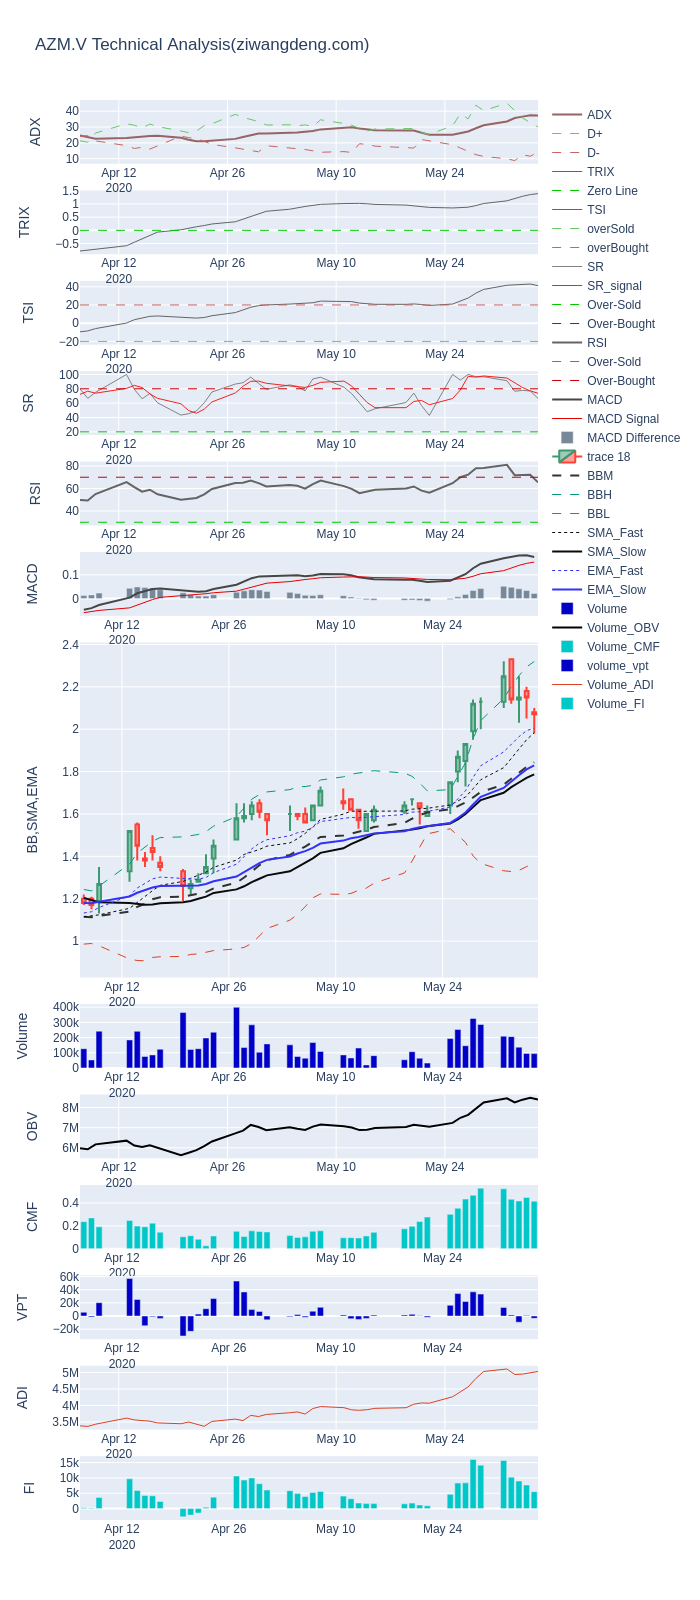 AZM.V Technical Analysis(ziwangdeng.com)
ADX
40
30
20
10
Apr 12
2020
Apr 26
May 10
May 24
TRIX
1.5
1
0.5
0
−0.5
Apr 12
2020
Apr 26
May 10
May 24
TSI
40
20
0
−20
Apr 12
2020
Apr 26
May 10
May 24
SR
100
80
60
40
20
Apr 12
2020
Apr 26
May 10
May 24
RSI
80
60
40
Apr 12
2020
Apr 26
May 10
May 24
MACD
0.1
0
Apr 12
2020
Apr 26
May 10
May 24
BB,SMA,EMA
2.4
2.2
2
1.8
1.6
1.4
1.2
1
Apr 12
2020
Apr 26
May 10
May 24
Volume
400k
300k
200k
100k
0
Apr 12
2020
Apr 26
May 10
May 24
OBV
8M
7M
6M
Apr 12
2020
Apr 26
May 10
May 24
CMF
0.4
0.2
0
Apr 12
2020
Apr 26
May 10
May 24
VPT
60k
40k
20k
0
−20k
Apr 12
2020
Apr 26
May 10
May 24
ADI
5M
4.5M
4M
3.5M
Apr 12
2020
Apr 26
May 10
May 24
FI
15k
10k
5k
0
Apr 12
2020
Apr 26
May 10
May 24
ADX
D+
D-
TRIX
Zero Line
TSI
overSold
overBought
SR
SR_signal
Over-Sold
Over-Bought
RSI
Over-Sold
Over-Bought
MACD
MACD Signal
MACD Difference
trace 18
BBM
BBH
BBL
SMA_Fast
SMA_Slow
EMA_Fast
EMA_Slow
Volume
Volume_OBV
Volume_CMF
volume_vpt
Volume_ADI
Volume_FI